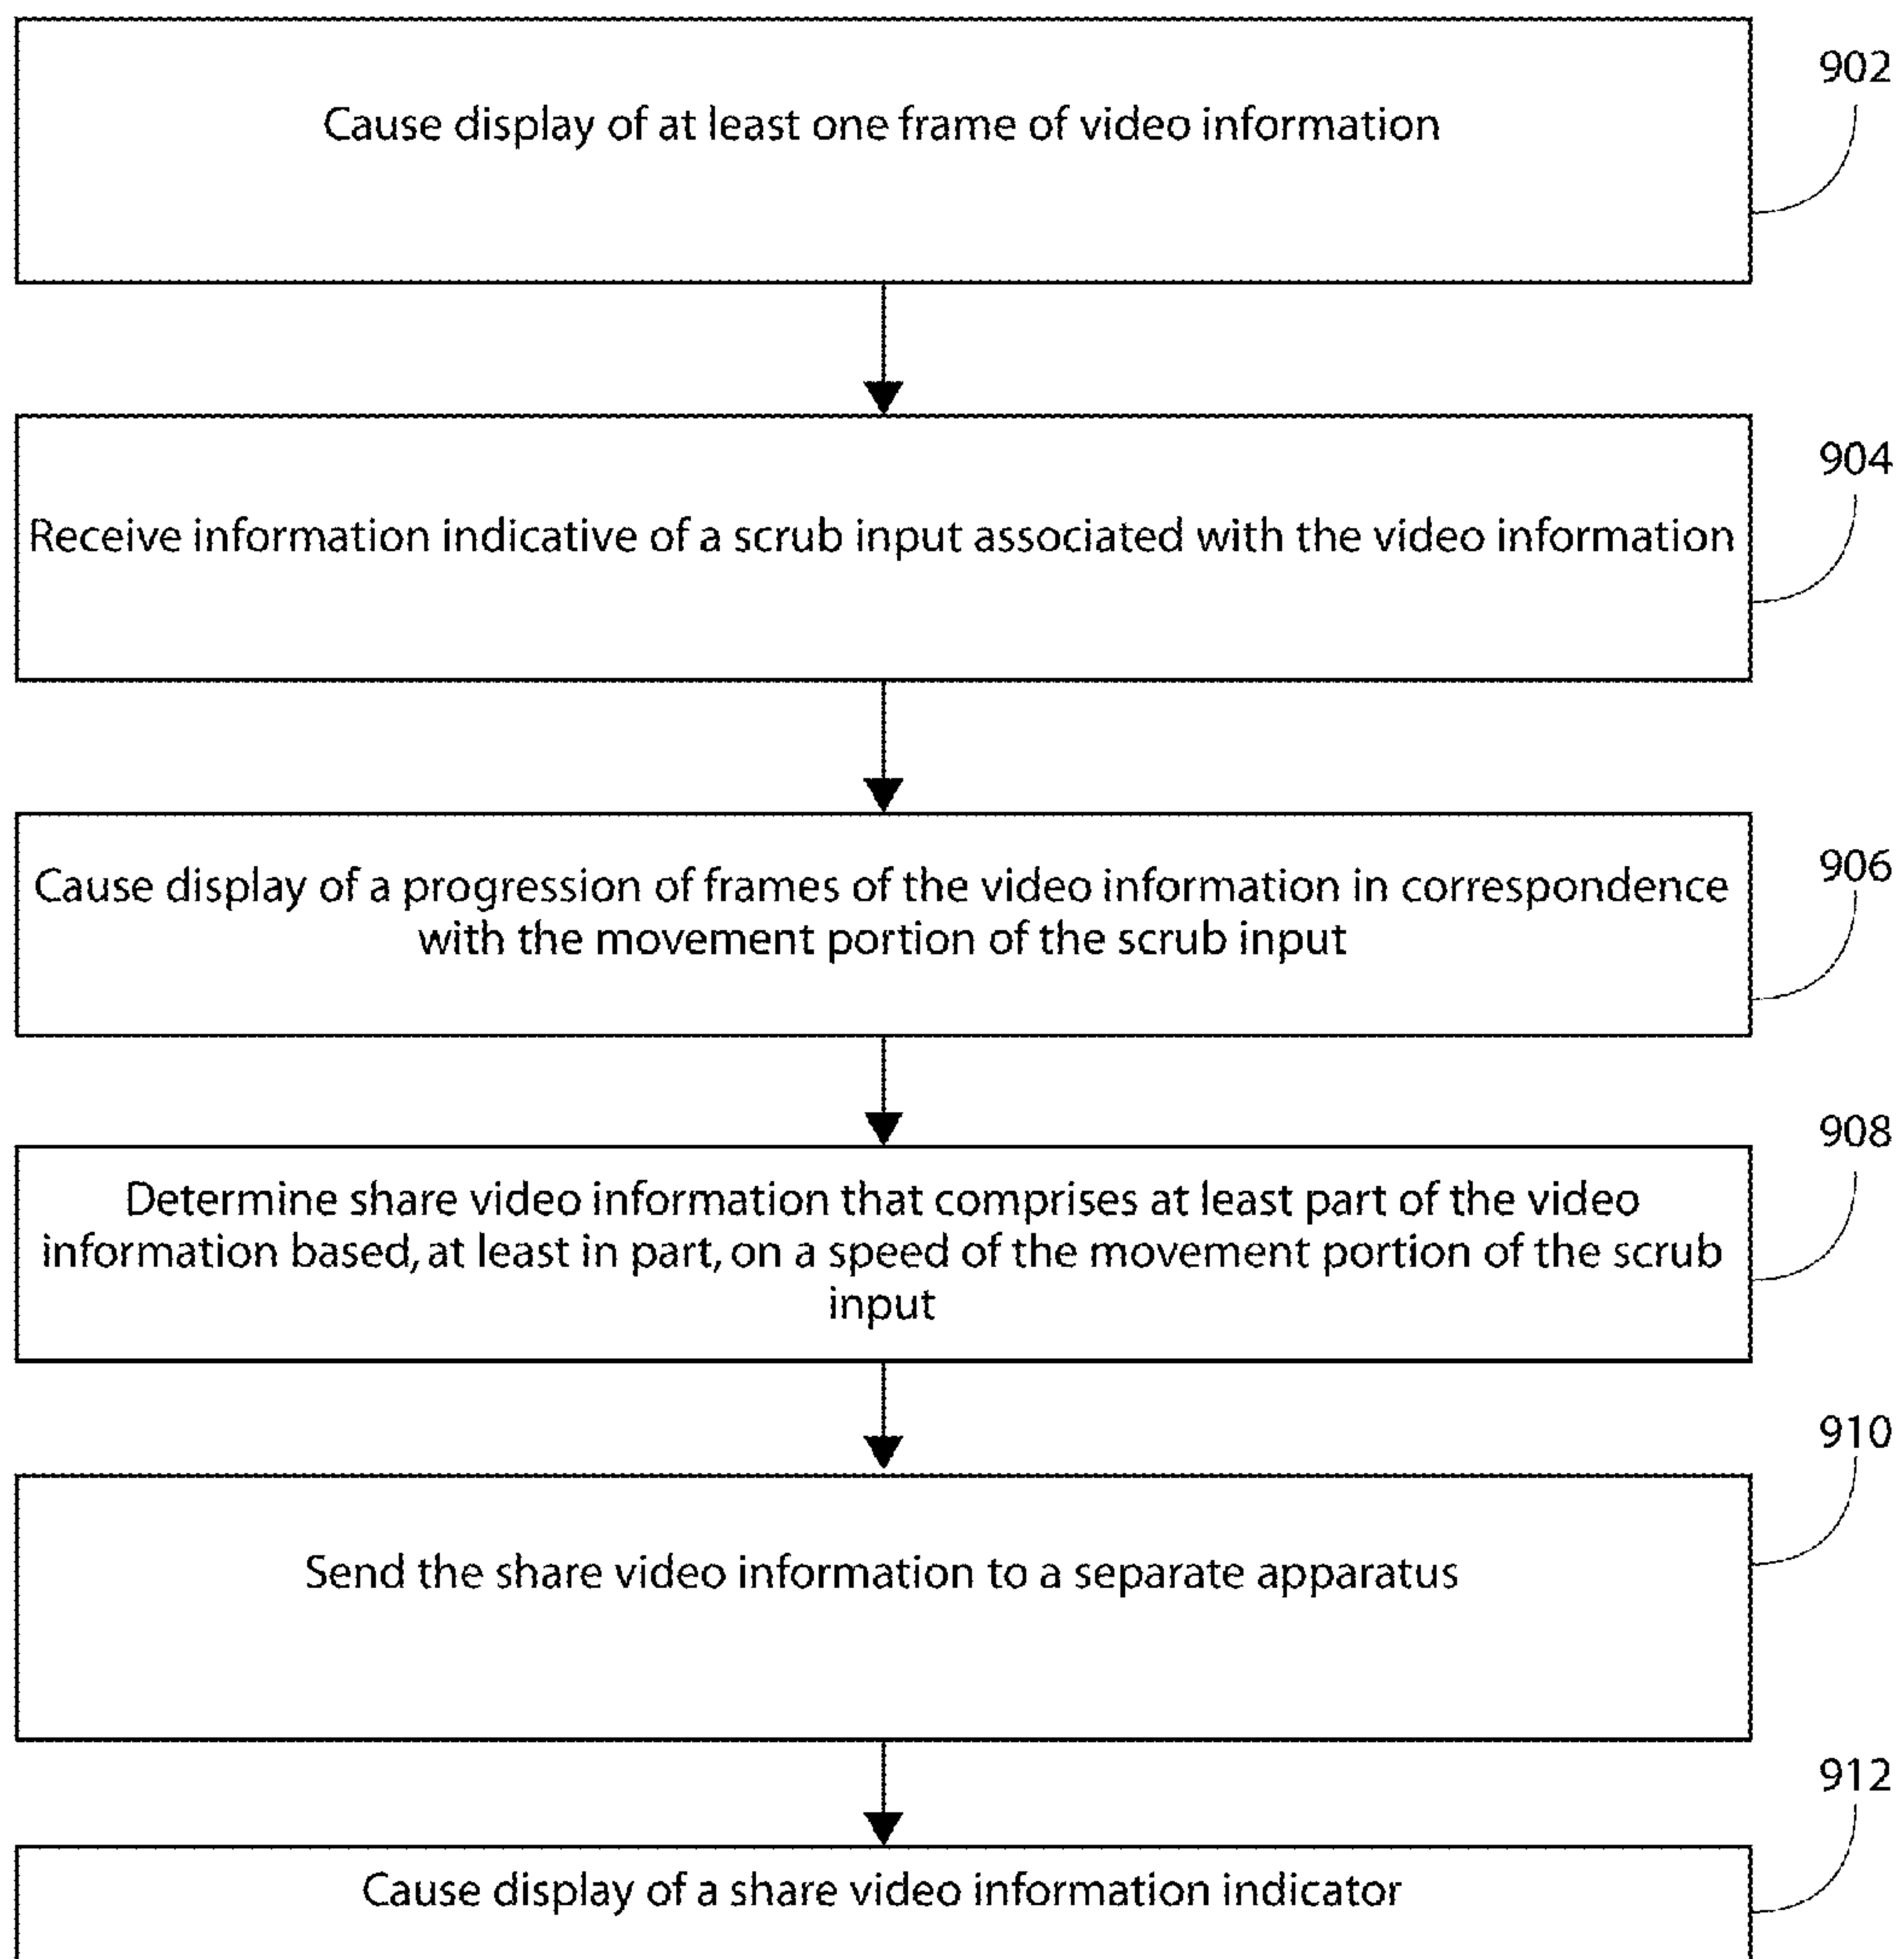 902
Cause display of at least one frame of video information
904
Receive information indicative of a scrub input associated with the video information
906
Cause display of a progression of frames of the video information in correspondence
with the movement portion of the scrub input
908
Determine share video information that comprises at least part of the video
information based, at least in part, on a speed of the movement portion of the scrub
input
910
Send the share video information to a separate apparatus
912
Cause display of a share video information indicator